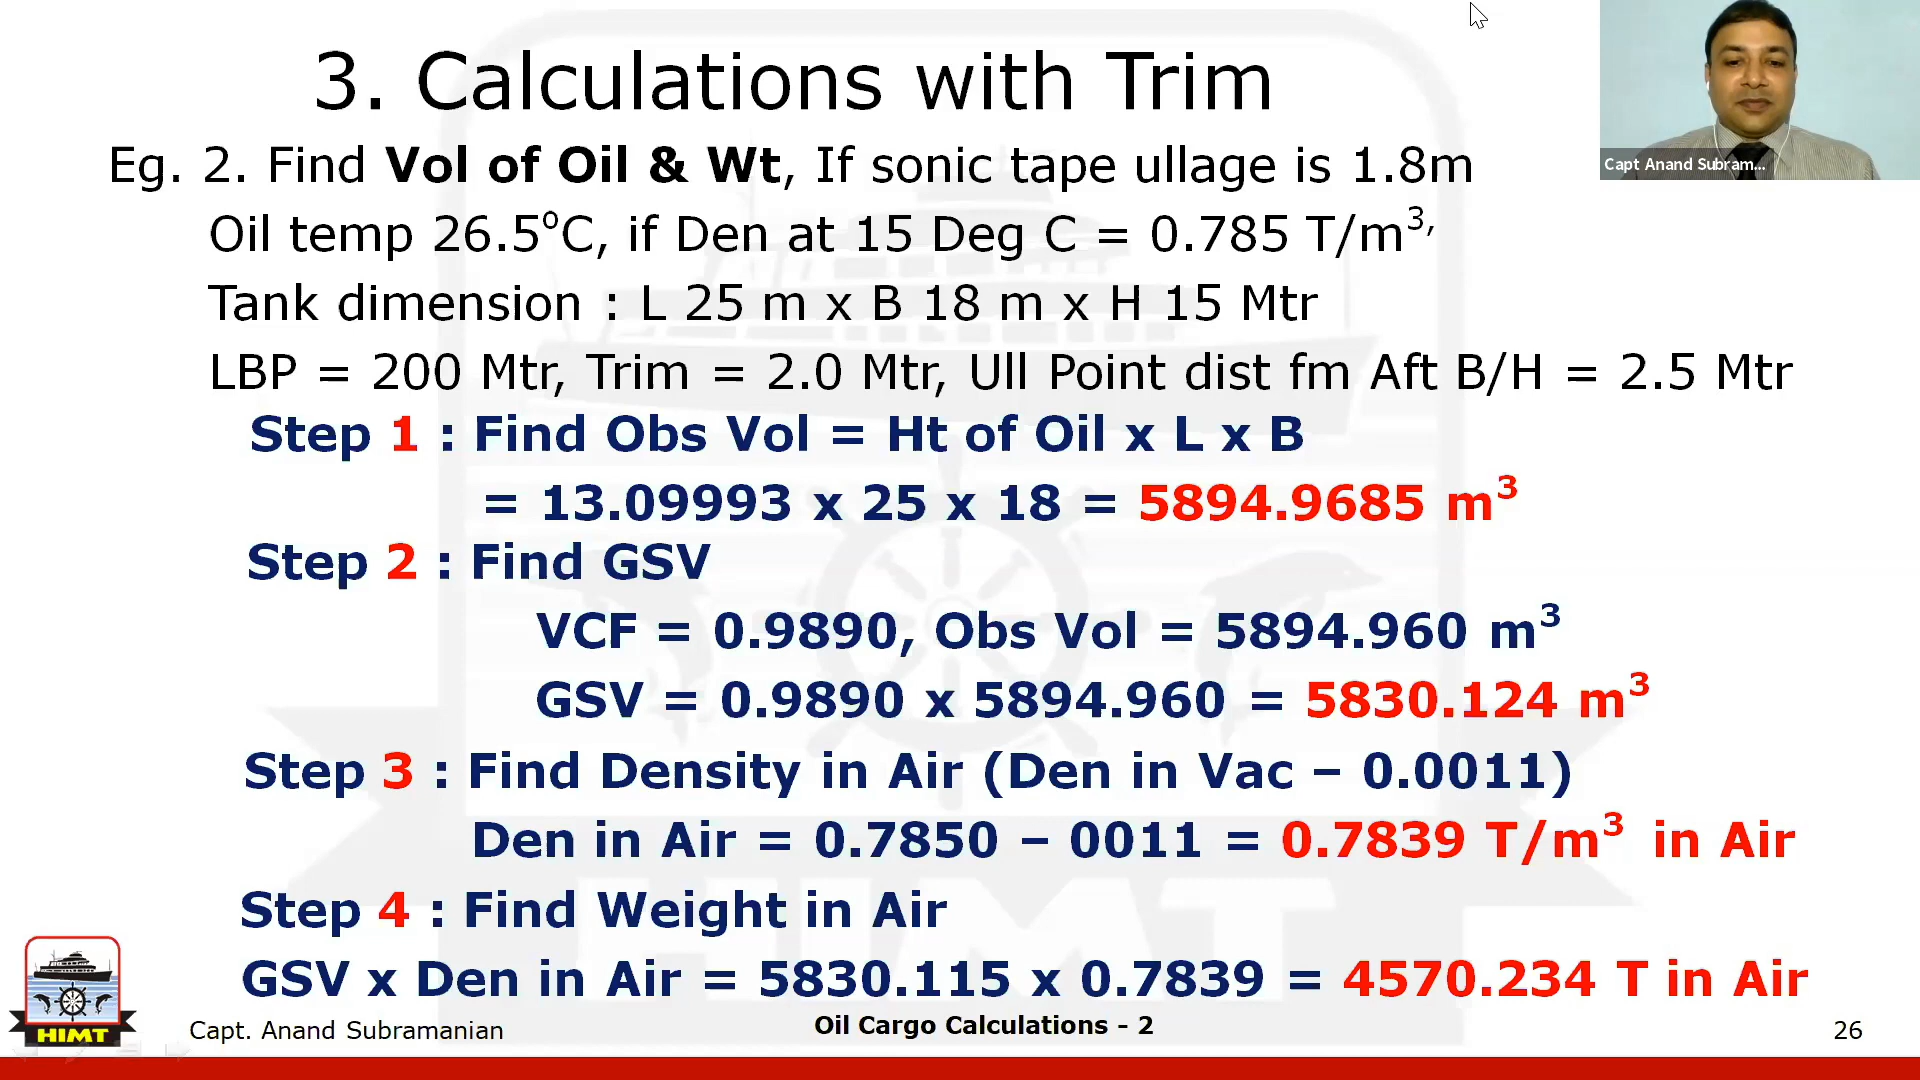 3. Calculations with Trim
Capt Anand Subram...
Eg. 2. Find Vol of Oil & Wt, If sonic tape ullage is 1.8m
Oil temp 26.5ºC, if Den at 15 Deg C = 0.785 T/m³,
Tank dimension : L 25 m x B 18 m x H 15 Mtr
LBP = 200 Mtr, Trim = 2.0 Mtr, Ull Point dist fm Aft B/H = 2.5 Mtr
Step 1 : Find Obs Vol = Ht of Oil x L x B
= 13.09993 x 25 x 18 = 5894.9685 m³
Step 2 : Find GSV
VCF = 0.9890, Obs Vol = 5894.960 m³
GSV = 0.9890 x 5894.960 = 5830.124 m³
Step 3 : Find Density in Air (Den in Vac – 0.0011)
Den in Air = 0.7850 – 0011 = 0.7839 T/m³ in Air
Step 4 : Find Weight in Air
GSV x Den in Air = 5830.115 x 0.7839 = 4570.234 T in Air
HIMT
HIMT
Capt. Anand Subramanian
Oil Cargo Calculations - 2
26